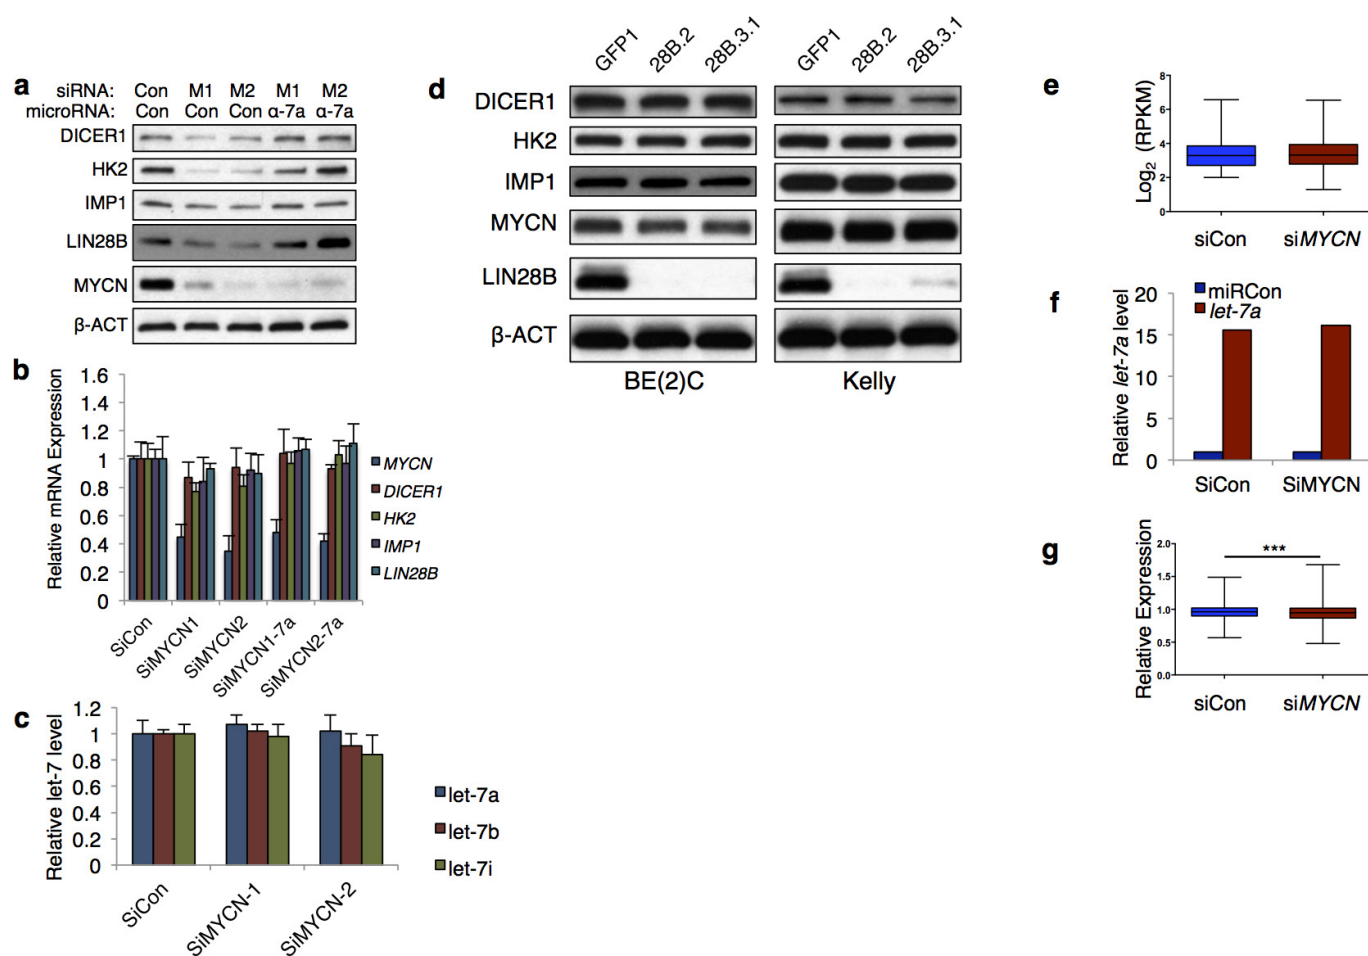 a
siRNA: Con M1 M2 M1 M2
microRNA: Con Con Con α-7a α-7a
DICER1
HK2
IMP1
LIN28B
MYCN
β-ACT
b
Relative mRNA Expression
1.6
1.4
1.2
1
0.8
0.6
0.4
0.2
0
SiCon
SiMYCN1
SiMYCN2
SiMYCN1-7a
SiMYCN2-7a
MYCN
DICER1
HK2
IMP1
LIN28B
c
Relative let-7 level
1.2
1
0.8
0.6
0.4
0.2
0
SiCon
SiMYCN-1
SiMYCN-2
let-7a
let-7b
let-7i
d
GFP1 28B.2 28B.3.1 GFP1 28B.2 28B.3.1
DICER1
HK2
IMP1
MYCN
LIN28B
β-ACT
BE(2)C Kelly
e
Log2 (RPKM)
8
6
4
2
0
siCon siMYCN
f
Relative let-7a level
20
15
10
5
0
miRCon
let-7a
SiCon SiMYCN
g
Relative Expression
2.0
1.5
1.0
0.5
0.0
***
siCon siMYCN